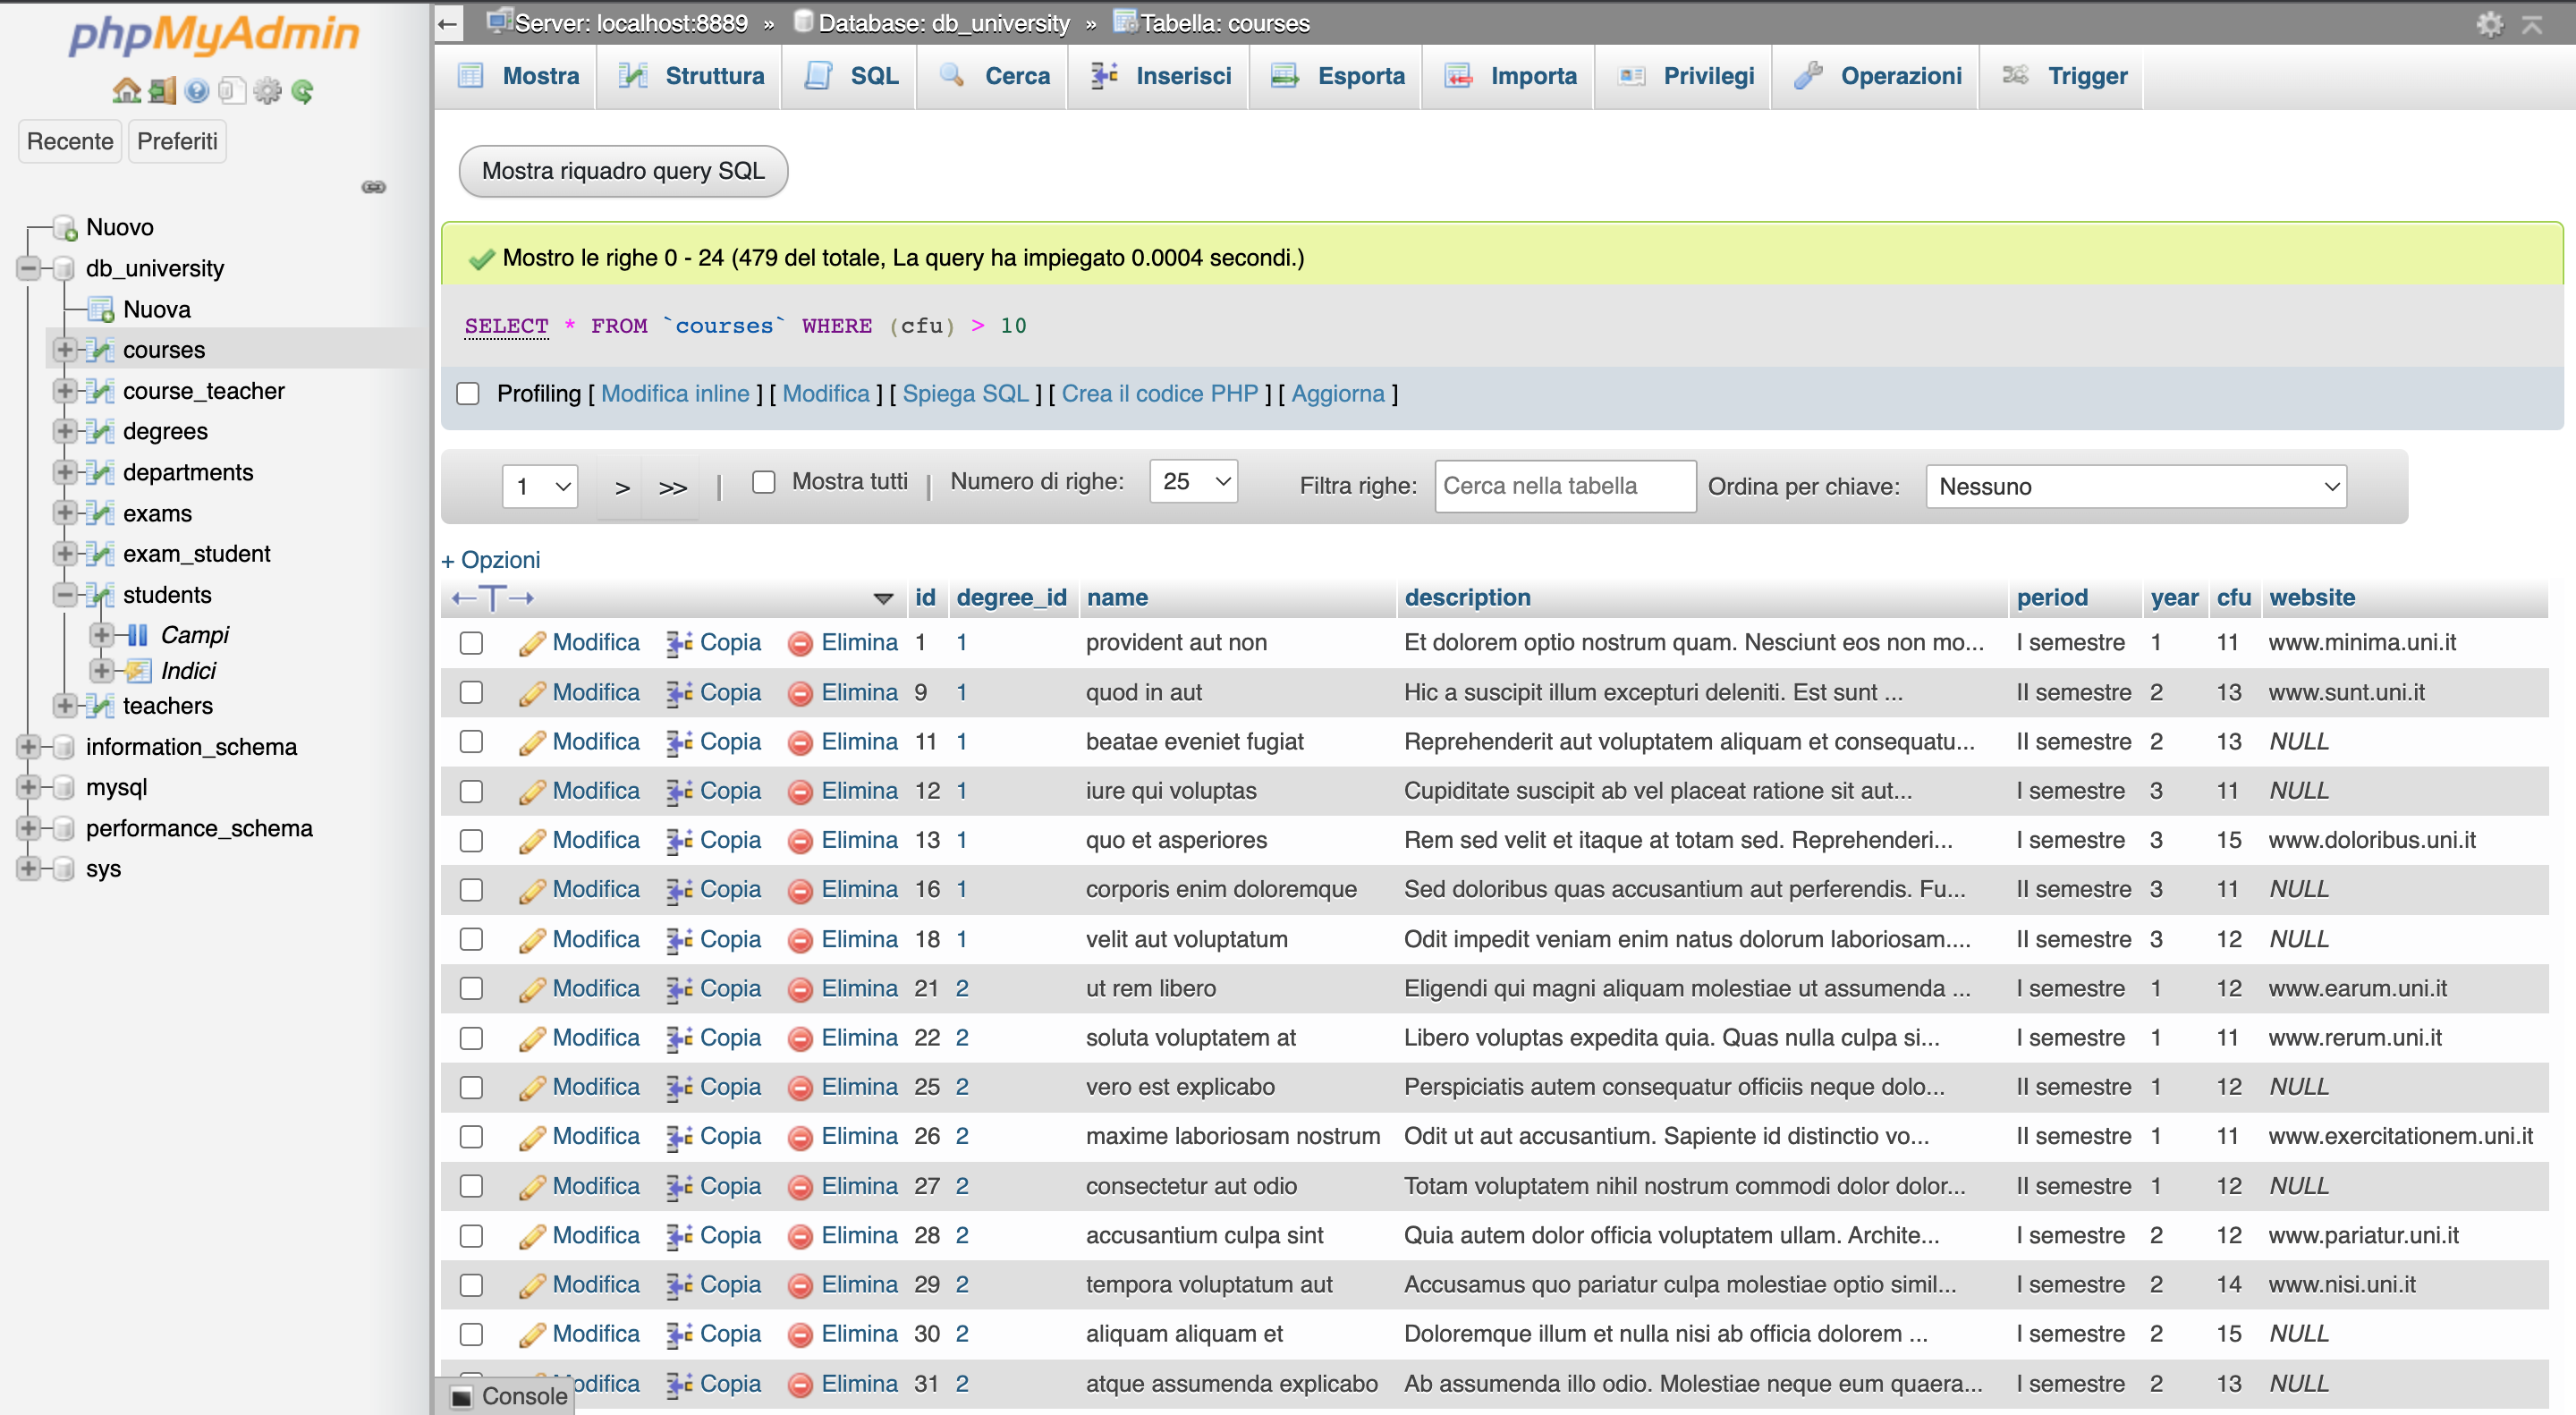 phpMyAdmin
Recente Preferiti
Nuovo
db_university
Nuova
courses
course_teacher
degrees
departments
exams
exam_student
students
Campi
Indici
teachers
information_schema
mysql
performance_schema
sys
Server: localhost:8889 » Database: db_university » Tabella: courses
Mostra Struttura SQL Cerca Inserisci Esporta Importa Privilegi Operazioni Trigger
Mostra riquadro query SQL
Mostro le righe 0 - 24 (479 del totale, La query ha impiegato 0.0004 secondi.)
SELECT * FROM `courses` WHERE (cfu) > 10
Profiling [ Modifica inline ] [ Modifica ] [ Spiega SQL ] [ Crea il codice PHP ] [ Aggiorna ]
1 > >> | Mostra tutti | Numero di righe: 25 Filtra righe: Cerca nella tabella Ordina per chiave: Nessuno
+ Opzioni
←T→ id degree_id name description period year cfu website
Modifica Copia Elimina 1 1 provident aut non Et dolorem optio nostrum quam. Nesciunt eos non mo... I semestre 1 11 www.minima.uni.it
Modifica Copia Elimina 9 1 quod in aut Hic a suscipit illum excepturi deleniti. Est sunt ... II semestre 2 13 www.sunt.uni.it
Modifica Copia Elimina 11 1 beatae eveniet fugiat Reprehenderit aut voluptatem aliquam et consequatu... II semestre 2 13 NULL
Modifica Copia Elimina 12 1 iure qui voluptas Cupiditate suscipit ab vel placeat ratione sit aut... I semestre 3 11 NULL
Modifica Copia Elimina 13 1 quo et asperiores Rem sed velit et itaque at totam sed. Reprehenderi... I semestre 3 15 www.doloribus.uni.it
Modifica Copia Elimina 16 1 corporis enim doloremque Sed doloribus quas accusantium aut perferendis. Fu... II semestre 3 11 NULL
Modifica Copia Elimina 18 1 velit aut voluptatum Odit impedit veniam enim natus dolorum laboriosam.... II semestre 3 12 NULL
Modifica Copia Elimina 21 2 ut rem libero Eligendi qui magni aliquam molestiae ut assumenda ... I semestre 1 12 www.earum.uni.it
Modifica Copia Elimina 22 2 soluta voluptatem at Libero voluptas expedita quia. Quas nulla culpa si... I semestre 1 11 www.rerum.uni.it
Modifica Copia Elimina 25 2 vero est explicabo Perspiciatis autem consequatur officiis neque dolo... II semestre 1 12 NULL
Modifica Copia Elimina 26 2 maxime laboriosam nostrum Odit ut aut accusantium. Sapiente id distinctio vo... II semestre 1 11 www.exercitationem.uni.it
Modifica Copia Elimina 27 2 consectetur aut odio Totam voluptatem nihil nostrum commodi dolor dolor... II semestre 1 12 NULL
Modifica Copia Elimina 28 2 accusantium culpa sint Quia autem dolor officia voluptatem ullam. Archite... I semestre 2 12 www.pariatur.uni.it
Modifica Copia Elimina 29 2 tempora voluptatum aut Accusamus quo pariatur culpa molestiae optio simil... I semestre 2 14 www.nisi.uni.it
Modifica Copia Elimina 30 2 aliquam aliquam et Doloremque illum et nulla nisi ab officia dolorem ... I semestre 2 15 NULL
odifica Copia Elimina 31 2 atque assumenda explicabo Ab assumenda illo odio. Molestiae neque eum quaera... I semestre 2 13 NULL
Console